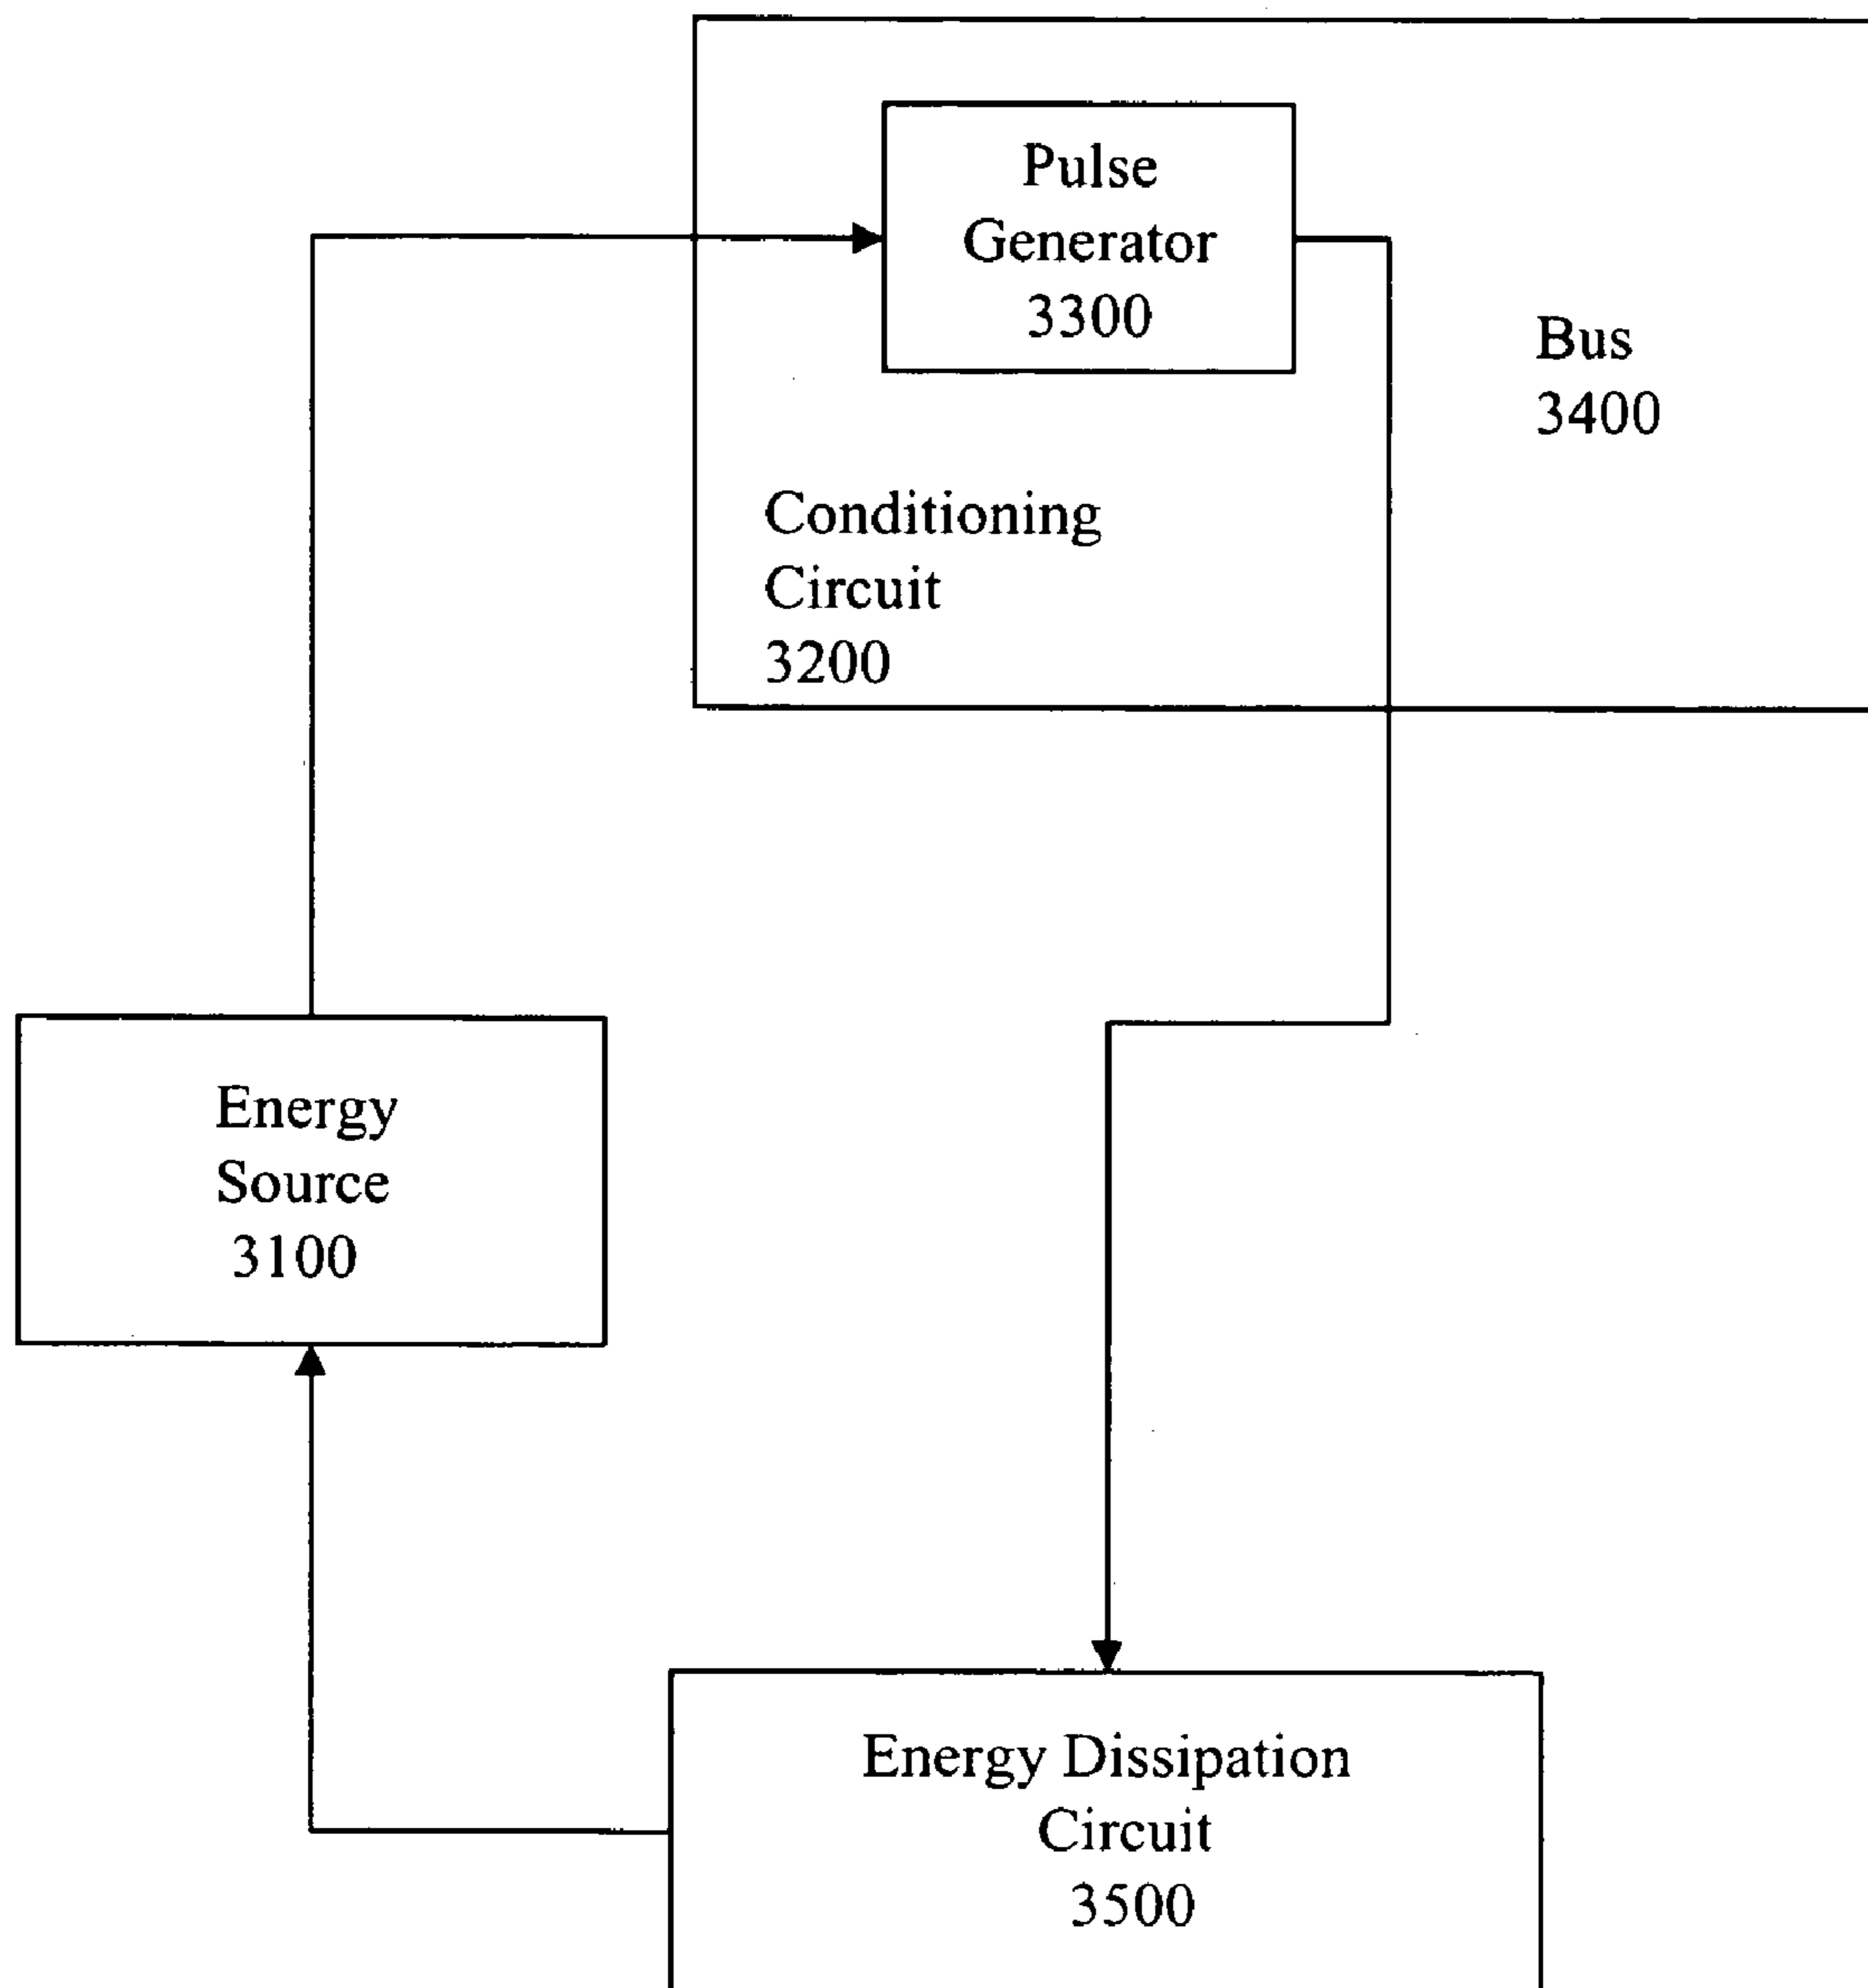 Pulse
Generator
3300
Bus
3400
Conditioning
Circuit
3200
Energy
Source
3100
Energy Dissipation
Circuit
3500